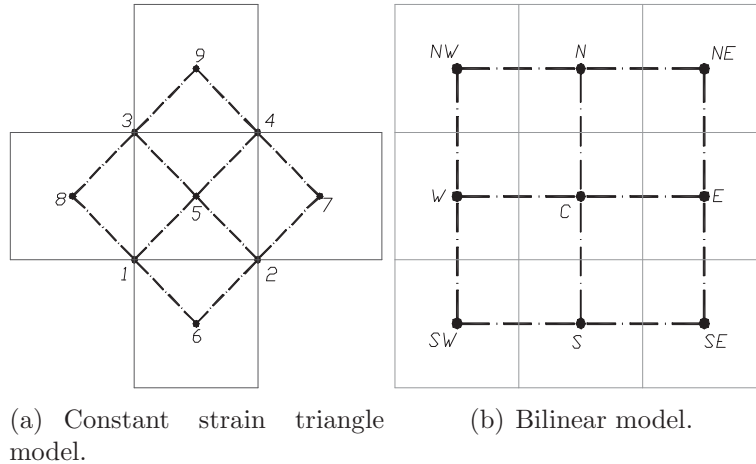 9
3 4
8 5 7
1 2
6
NW N NE
W C E
SW S SE
(a) Constant strain triangle
model.
(b) Bilinear model.